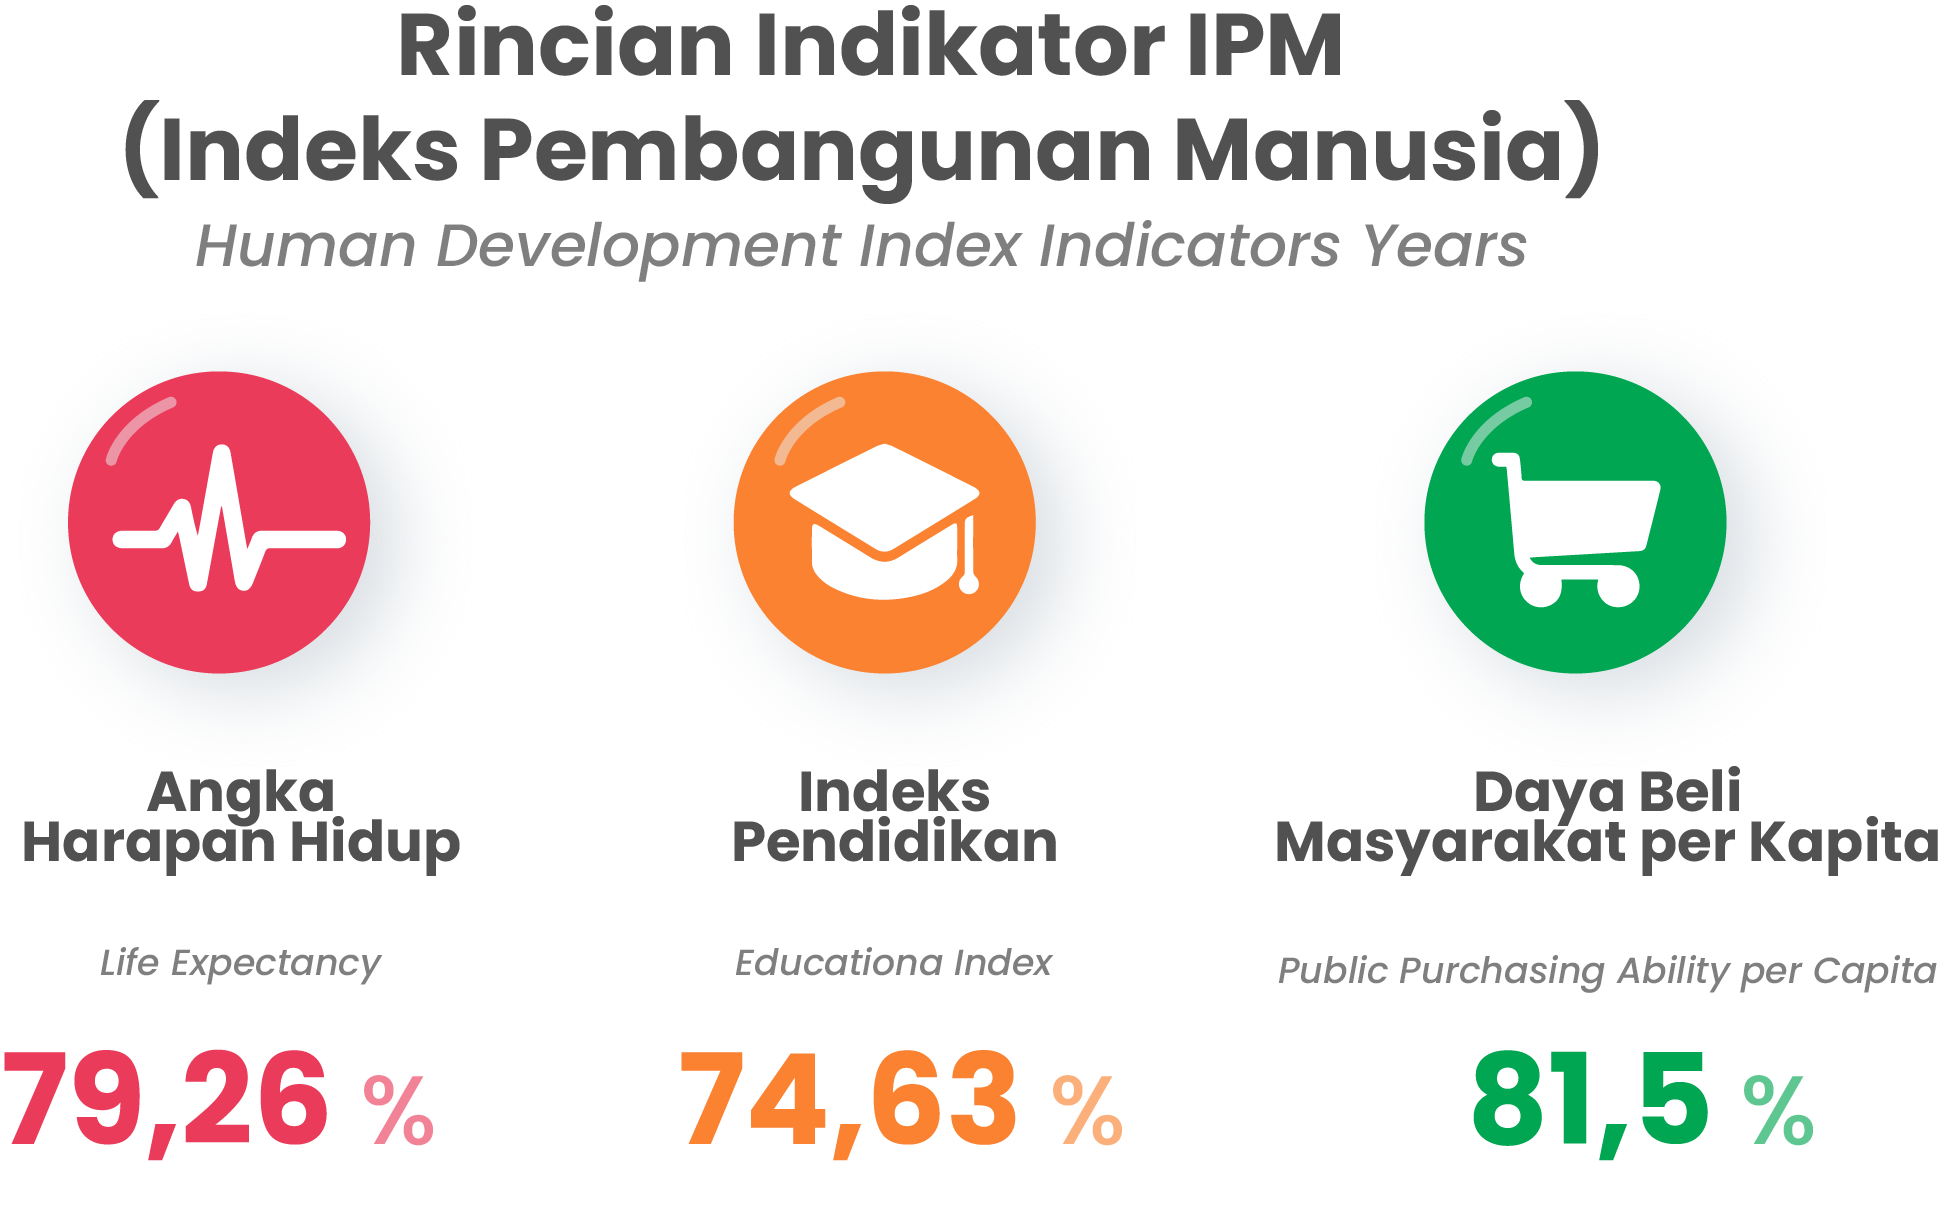 Rincian Indikator IPM
(Indeks Pembangunan Manusia)
Human Development Index Indicators Years
Angka
Harapan Hidup
Life Expectancy
79,26 %
Indeks
Pendidikan
Educationa Index
74,63 %
Daya Beli
Masyarakat per Kapita
Public Purchasing Ability per Capita
81,5 %